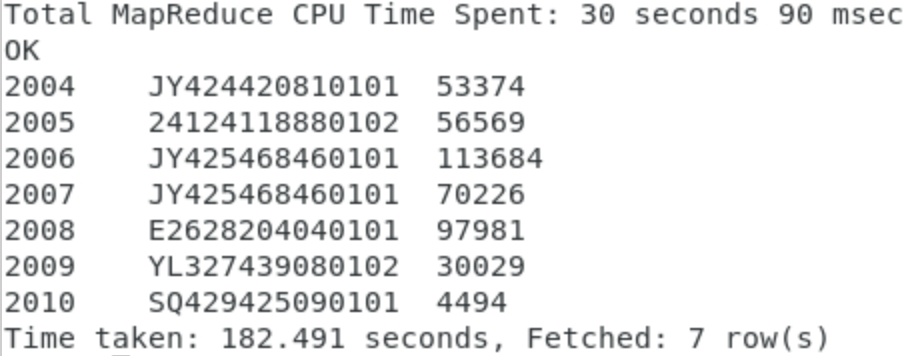 Total MapReduce CPU Time Spent: 30 seconds 90 msec
OK
2004    JY424420810101  53374
2005    24124118880102  56569
2006    JY425468460101  113684
2007    JY425468460101  70226
2008    E2628204040101  97981
2009    YL327439080102  30029
2010    SQ429425090101  4494
Time taken: 182.491 seconds, Fetched: 7 row(s)